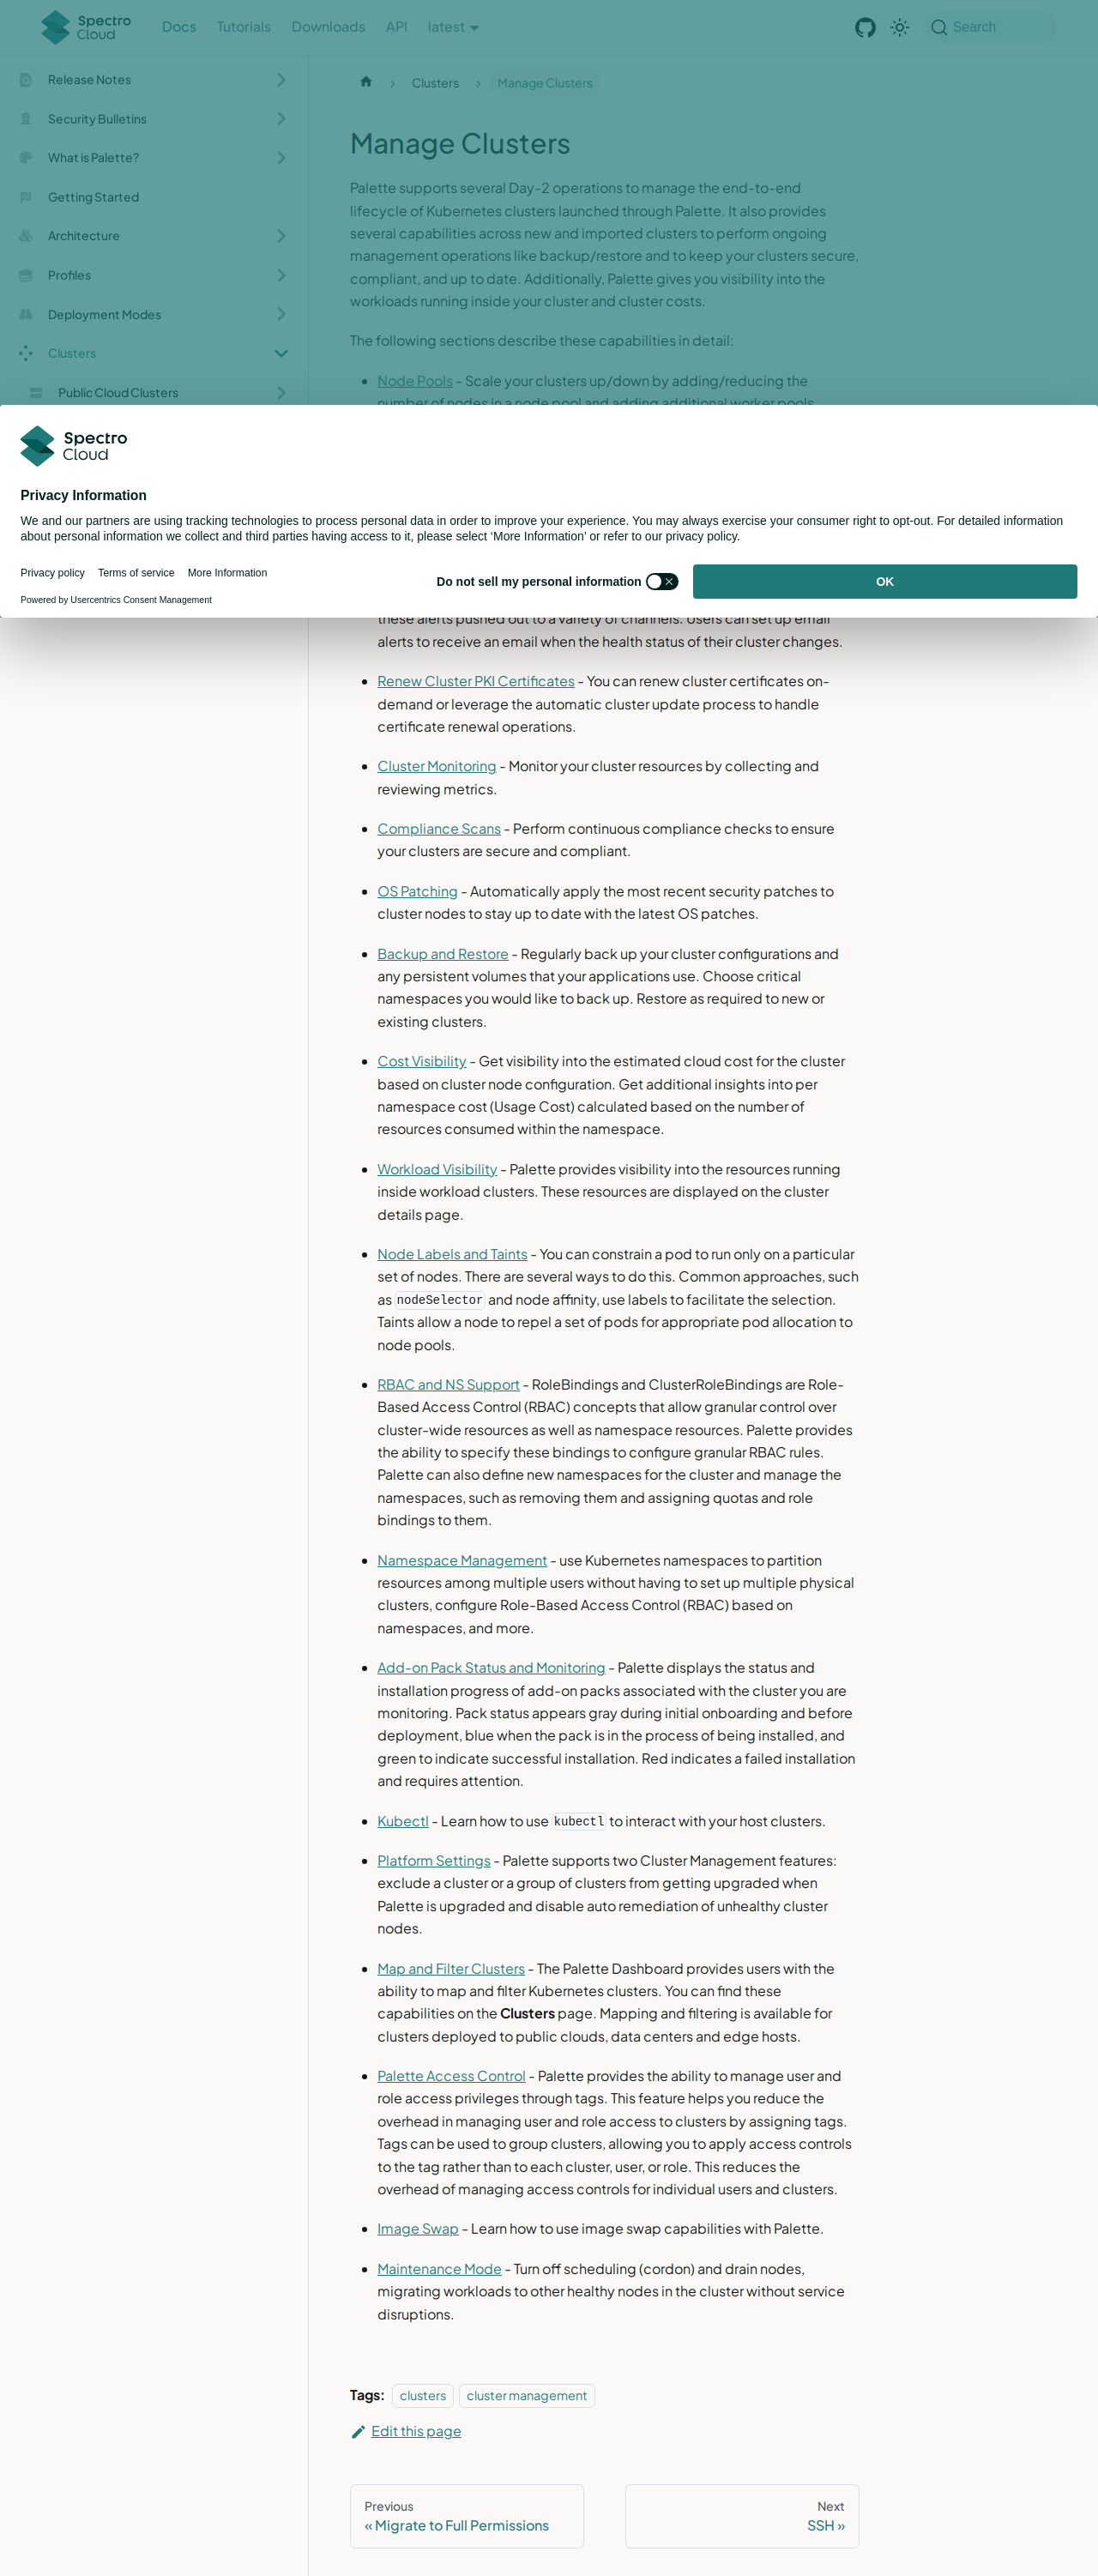 Spectro Cloud
Docs
Tutorials
Downloads
API
latest
Search
Release Notes
Security Bulletins
What is Palette?
Getting Started
Architecture
Profiles
Deployment Modes
Clusters
Public Cloud Clusters
Clusters
Manage Clusters
Manage Clusters
Palette supports several Day-2 operations to manage the end-to-end
lifecycle of Kubernetes clusters launched through Palette. It also provides
several capabilities across new and imported clusters to perform ongoing
management operations like backup/restore and to keep your clusters secure,
compliant, and up to date. Additionally, Palette gives you visibility into the
workloads running inside your cluster and cluster costs.
The following sections describe these capabilities in detail:
Node Pools - Scale your clusters up/down by adding/reducing the
number of nodes in a node pool and adding additional worker pools
Spectro
Cloud
Privacy Information
We and our partners are using tracking technologies to process personal data in order to improve your experience. You may always exercise your consumer right to opt-out. For detailed information
about personal information we collect and third parties having access to it, please select ‘More Information’ or refer to our privacy policy.
Privacy policy
Terms of service
More Information
Powered by Usercentrics Consent Management
Do not sell my personal information
OK
these alerts pushed out to a variety of channels. Users can set up email
alerts to receive an email when the health status of their cluster changes.
Renew Cluster PKI Certificates - You can renew cluster certificates on-
demand or leverage the automatic cluster update process to handle
certificate renewal operations.
Cluster Monitoring - Monitor your cluster resources by collecting and
reviewing metrics.
Compliance Scans - Perform continuous compliance checks to ensure
your clusters are secure and compliant.
OS Patching - Automatically apply the most recent security patches to
cluster nodes to stay up to date with the latest OS patches.
Backup and Restore - Regularly back up your cluster configurations and
any persistent volumes that your applications use. Choose critical
namespaces you would like to back up. Restore as required to new or
existing clusters.
Cost Visibility - Get visibility into the estimated cloud cost for the cluster
based on cluster node configuration. Get additional insights into per
namespace cost (Usage Cost) calculated based on the number of
resources consumed within the namespace.
Workload Visibility - Palette provides visibility into the resources running
inside workload clusters. These resources are displayed on the cluster
details page.
Node Labels and Taints - You can constrain a pod to run only on a particular
set of nodes. There are several ways to do this. Common approaches, such
as nodeSelector and node affinity, use labels to facilitate the selection.
Taints allow a node to repel a set of pods for appropriate pod allocation to
node pools.
RBAC and NS Support - RoleBindings and ClusterRoleBindings are Role-
Based Access Control (RBAC) concepts that allow granular control over
cluster-wide resources as well as namespace resources. Palette provides
the ability to specify these bindings to configure granular RBAC rules.
Palette can also define new namespaces for the cluster and manage the
namespaces, such as removing them and assigning quotas and role
bindings to them.
Namespace Management - use Kubernetes namespaces to partition
resources among multiple users without having to set up multiple physical
clusters, configure Role-Based Access Control (RBAC) based on
namespaces, and more.
Add-on Pack Status and Monitoring - Palette displays the status and
installation progress of add-on packs associated with the cluster you are
monitoring. Pack status appears gray during initial onboarding and before
deployment, blue when the pack is in the process of being installed, and
green to indicate successful installation. Red indicates a failed installation
and requires attention.
Kubectl - Learn how to use kubectl to interact with your host clusters.
Platform Settings - Palette supports two Cluster Management features:
exclude a cluster or a group of clusters from getting upgraded when
Palette is upgraded and disable auto remediation of unhealthy cluster
nodes.
Map and Filter Clusters - The Palette Dashboard provides users with the
ability to map and filter Kubernetes clusters. You can find these
capabilities on the Clusters page. Mapping and filtering is available for
clusters deployed to public clouds, data centers and edge hosts.
Palette Access Control - Palette provides the ability to manage user and
role access privileges through tags. This feature helps you reduce the
overhead in managing user and role access to clusters by assigning tags.
Tags can be used to group clusters, allowing you to apply access controls
to the tag rather than to each cluster, user, or role. This reduces the
overhead of managing access controls for individual users and clusters.
Image Swap - Learn how to use image swap capabilities with Palette.
Maintenance Mode - Turn off scheduling (cordon) and drain nodes,
migrating workloads to other healthy nodes in the cluster without service
disruptions.
Tags: clusters cluster management
Edit this page
Previous
« Migrate to Full Permissions
Next
SSH »